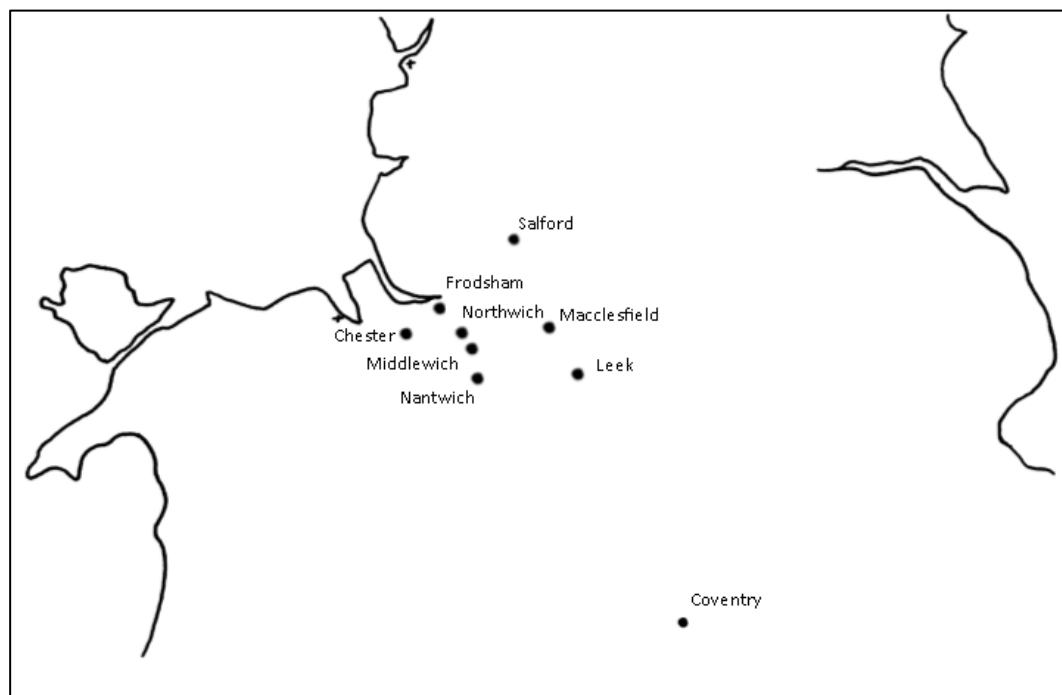 Salford
Frodsham
Northwich
Macclesfield
Chester
Middlewich
Leek
Nantwich
Coventry